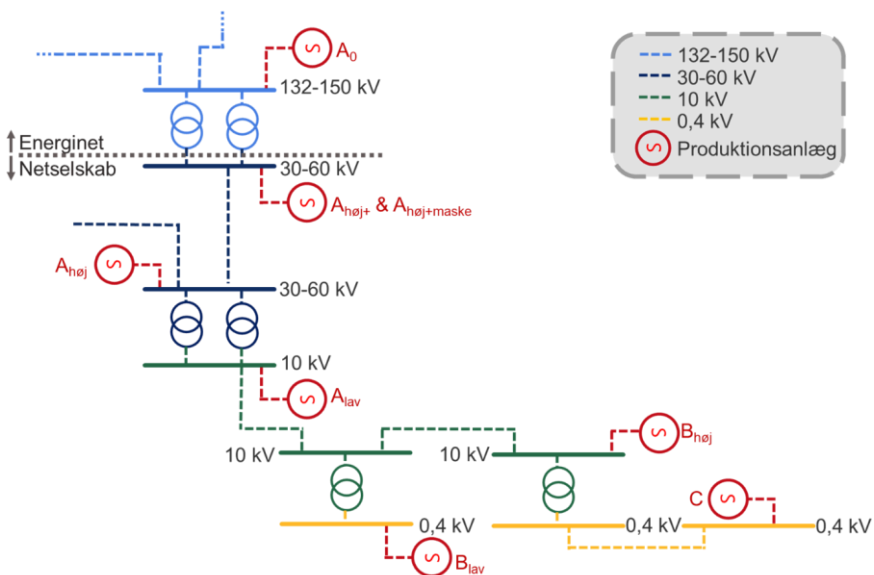 A0
132-150 kV
132-150 kV
30-60 kV
10 kV
0,4 kV
Produktionsanlæg
Energinet
Netselskab
30-60 kV
Ahøj+ & Ahøj+maske
Ahøj
30-60 kV
10 kV
Alav
10 kV
10 kV
Bhøj
C
0,4 kV
0,4 kV
0,4 kV
Blav